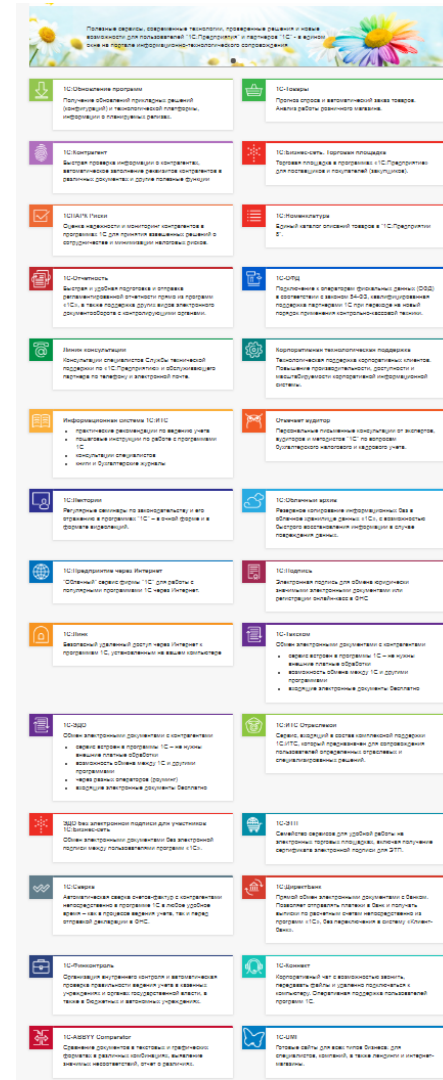 Полезные сервисы, современные технологии, проверенные решения и новые
возможности для пользователей "1С:Предприятия" и партнеров "1С" - в едином
окне на портале информационно-технологического сопровождения
1С:Обновление программ
Получение обновлений прикладных решений
(конфигураций) и технологической платформы,
информации о планируемых релизах.
1С-Товары
Прогноз спроса и автоматический заказ товаров.
Анализ работы розничного магазина.
1С:Контрагент
Быстрая проверка информации о контрагентах,
автоматическое заполнение реквизитов контрагентов в
различных документах и другие полезные функции
1С:Бизнес-сеть. Торговая площадка
Торговая площадка в программах «1С:Предприятие»
для поставщиков и покупателей (закупщиков).
1СПАРК Риски
Оценка надежности и мониторинг контрагентов в
программах 1С для принятия взвешенных решений о
сотрудничестве и минимизации налоговых рисков.
1С:Номенклатура
Единый каталог описаний товаров в "1С:Предприятии
8".
1С-Отчетность
Быстрая и удобная подготовка и отправка
регламентированной отчетности прямо из программ
«1С», а также поддержка других видов электронного
документооборота с контролирующими органами.
1С-ОФД
Подключение к операторам фискальных данных (ОФД)
в соответствии с законом 54-ФЗ, квалифицированная
поддержка партнерами 1С при переходе на новый
порядок применения контрольно-кассовой техники.
Линия консультаций
Консультации специалистов Службы технической
поддержки по «1С:Предприятию» и обслуживающего
партнера по телефону и электронной почте.
Корпоративная технологическая поддержка
Технологическая поддержка корпоративных клиентов.
Повышение производительности, доступности и
масштабируемости корпоративной информационной
системы.
Информационная система 1С:ИТС
практические рекомендации по ведению учета
пошаговые инструкции по работе с программами
1С
консультации специалистов
книги и бухгалтерские журналы
Отвечает аудитор
Персональные письменные консультации от экспертов,
аудиторов и методистов "1С" по вопросам
бухгалтерского налогового и кадрового учета.
1С:Лекторий
Регулярные семинары по законодательству и его
отражению в программах "1С" – в очной форме и в
формате видеолекций.
1С:Облачный архив
Резервное копирование информационных баз в
облачное хранилище данных «1С», с возможностью
быстрого восстановления информации в случае
повреждения данных.
1С:Предприятие через Интернет
"Облачный" сервис фирмы "1С" для работы с
популярными программами 1С через Интернет.
1С:Подпись
Электронная подпись для обмена юридически
значимыми электронными документами или
регистрации онлайн-касс в ФНС
1С:Линк
Безопасный удаленный доступ через Интернет к
программам 1С, установленным на вашем компьютере
1С-Такском
Обмен электронными документами с контрагентами
сервис встроен в программы 1С – не нужны
внешние платные обработки
возможность обмена между 1С и другими
программами
входящие электронные документы бесплатно
1С-ЭДО
Обмен электронными документами с контрагентами
сервис встроен в программы 1С – не нужны
внешние платные обработки
возможность обмена между 1С и другими
программами
через разных операторов (роуминг)
входящие электронные документы бесплатно
1С:ИТС Отраслевой
Сервис, входящий в состав комплексной поддержки
1С:ИТС, который предназначен для сопровождения
пользователей определенных отраслевых и
специализированных решений.
ЭДО без электронной подписи для участников
1С:Бизнес-сеть
Обмен электронными документами без электронной
подписи между пользователями программ «1С».
1С-ЭТП
Семейство сервисов для удобной работы на
электронных торговых площадках, включая получение
сертификата электронной подписи для ЭТП.
1С:Сверка
Автоматическая сверка счетов-фактур с контрагентами
непосредственно в программе 1С в любое удобное
время – как в процессе ведения учета, так и перед
отправкой декларации в ФНС.
1С:ДиректБанк
Прямой обмен электронными документами с банком.
Позволяет отправлять платежи в банк и получать
выписки по расчетным счетам непосредственно из
программ «1С», без переключения в систему «Клиент-
банк».
1С-Финконтроль
Организация внутреннего контроля и автоматическая
проверка правильности ведения учета в казенных
учреждениях и органах государственной власти, а
также в бюджетных и автономных учреждениях.
1С-Коннект
Корпоративный чат с возможностью звонить,
передавать файлы и удаленно подключаться к
компьютеру. Оперативная поддержка пользователей
программ 1С.
1С-ABBYY Comparator
Сравнение документов в текстовых и графических
форматах в различных комбинациях, выявление
значимых несоответствий, отчет о различиях.
1С-UMI
Готовые сайты для всех типов бизнеса, для
специалистов, компаний, а также лендинги и интернет-
магазины.